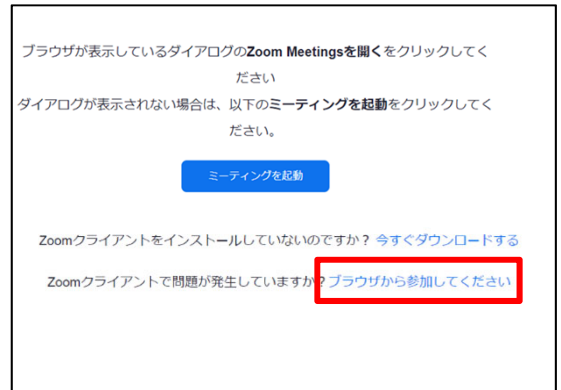 ブラウザが表示しているダイアログのZoom Meetingsを開くをクリックしてく
ださい
ダイアログが表示されない場合は、以下のミーティングを起動をクリックしてく
ださい。
ミーティングを起動
Zoomクライアントをインストールしていないのですか？ 今すぐダウンロードする
Zoomクライアントで問題が発生していますか？ブラウザから参加してください